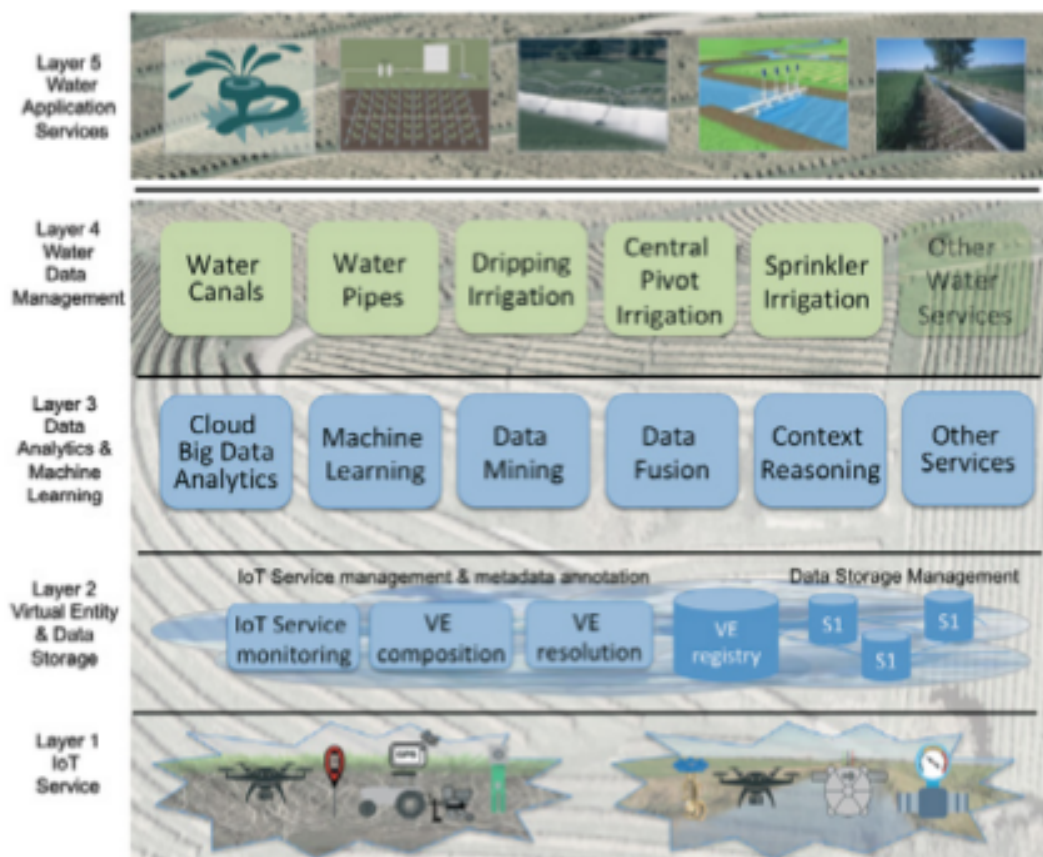 Layer 5
Water
Application
Services
Layer 4
Water
Data
Management
Water
Canals
Water
Pipes
Dripping
Irrigation
Central
Pivot
Irrigation
Sprinkler
Irrigation
Other
Water
Services
Layer 3
Data
Analytics &
Machine
Learning
Cloud
Big Data
Analytics
Machine
Learning
Data
Mining
Data
Fusion
Context
Reasoning
Other
Services
Layer 2
Virtual Entity
& Data
Storage
IoT Service management & metadata annotation
Data Storage Management
IoT Service
monitoring
VE
composition
VE
resolution
VE
registry
S1
S1
S1
Layer 1
IoT
Service
GPS